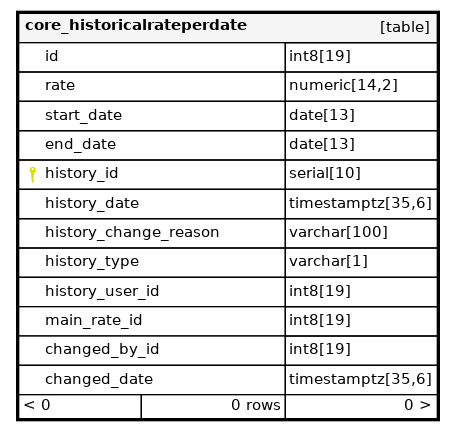 core_historicalrateperdate [table]
id int8[19]
rate numeric[14,2]
start_date date[13]
end_date date[13]
history_id serial[10]
history_date timestamptz[35,6]
history_change_reason varchar[100]
history_type varchar[1]
history_user_id int8[19]
main_rate_id int8[19]
changed_by_id int8[19]
changed_date timestamptz[35,6]
< 0 0 rows 0 >